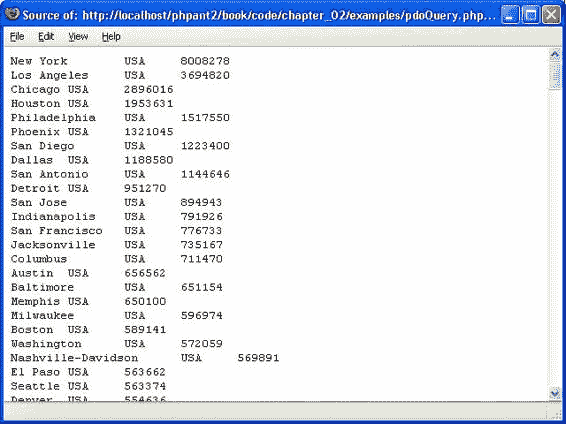 Source of: http://localhost/phpant2/book/code/chapter_02/examples/pdoQuery.php...
File Edit View Help
New York USA 8008278
Los Angeles USA 3694820
Chicago USA 2896016
Houston USA 1953631
Philadelphia USA 1517550
Phoenix USA 1321045
San Diego USA 1223400
Dallas USA 1188580
San Antonio USA 1144646
Detroit USA 951270
San Jose USA 894943
Indianapolis USA 791926
San Francisco USA 776733
Jacksonville USA 735167
Columbus USA 711470
Austin USA 656562
Baltimore USA 651154
Memphis USA 650100
Milwaukee USA 596974
Boston USA 589141
Washington USA 572059
Nashville-Davidson USA 569891
El Paso USA 563662
Seattle USA 563374
Denver USA 554636